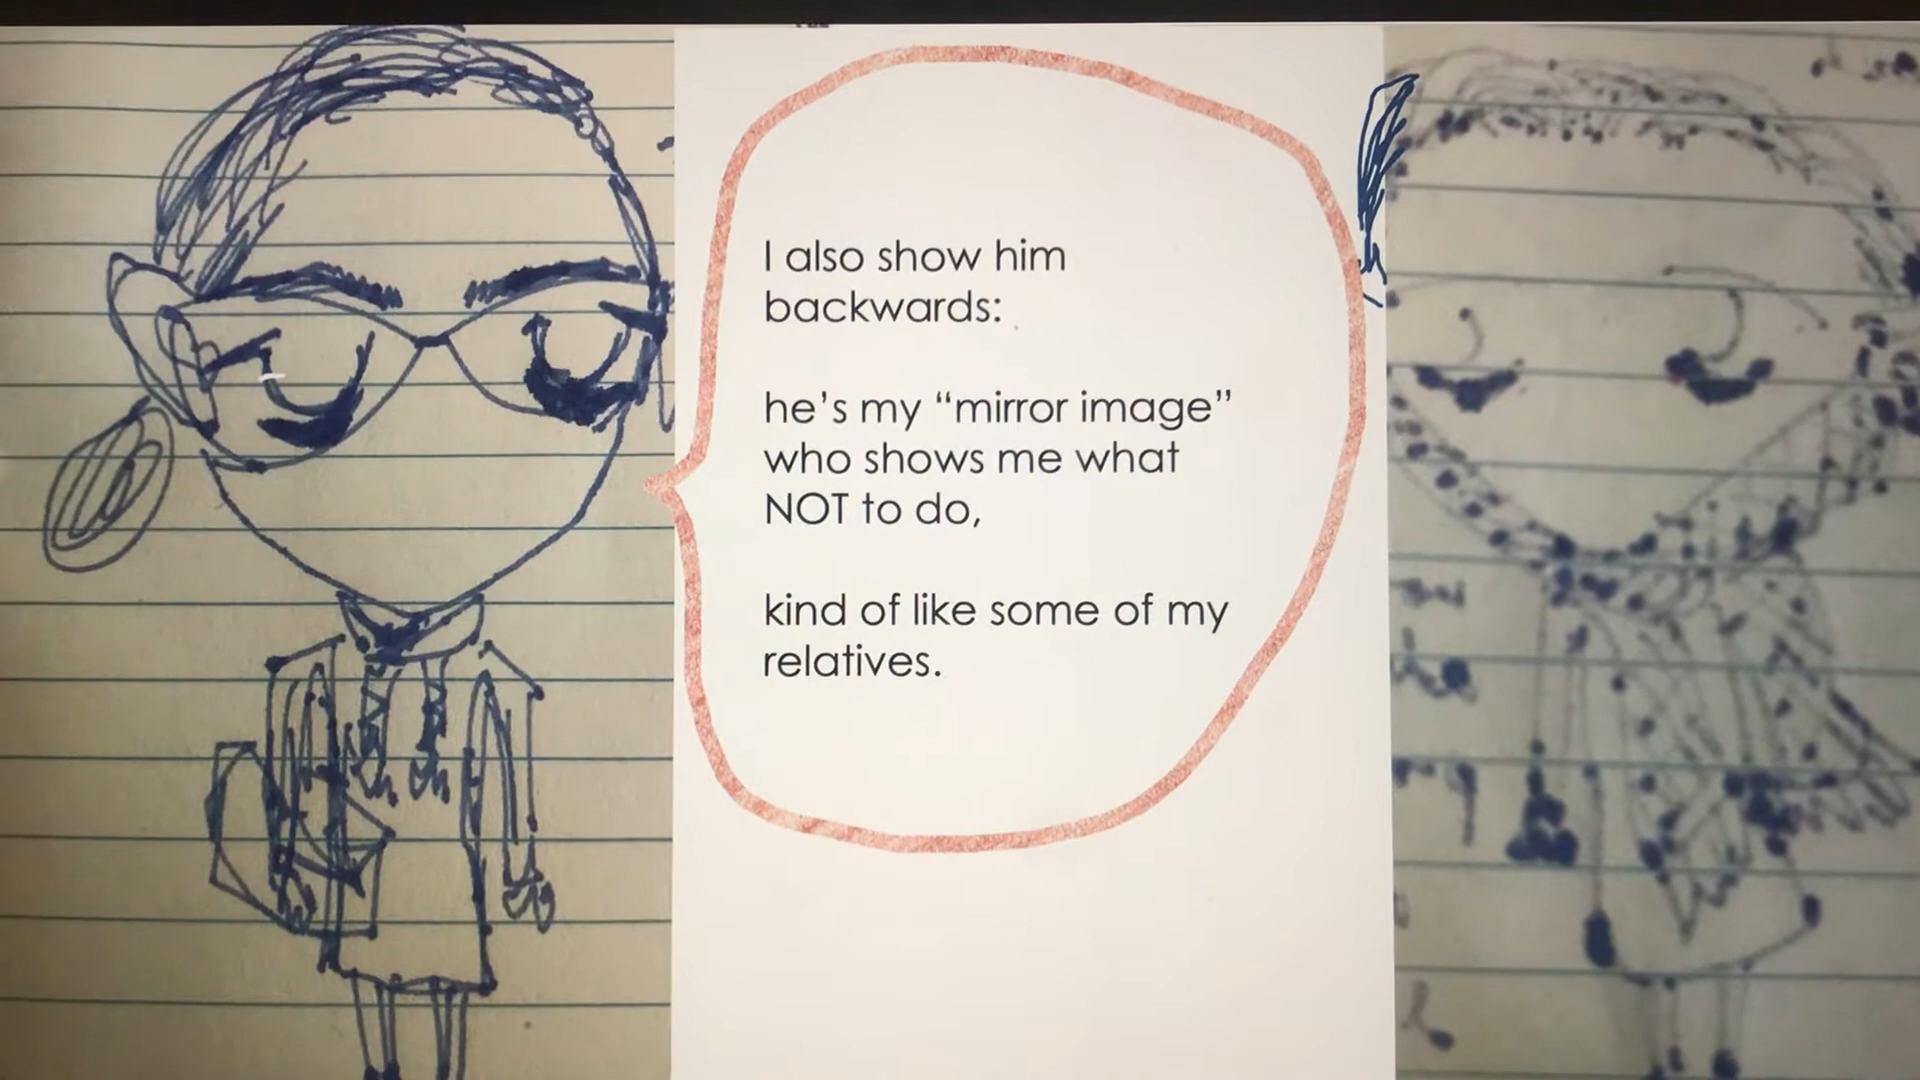 I also show him
backwards:
he's my “mirror image”
who shows me what
NOT to do,
kind of like some of my
relatives.